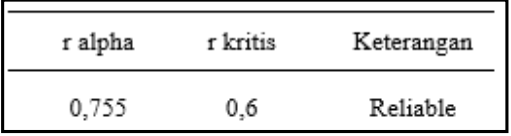 r alpha r kritis Keterangan
0,755 0,6 Reliable